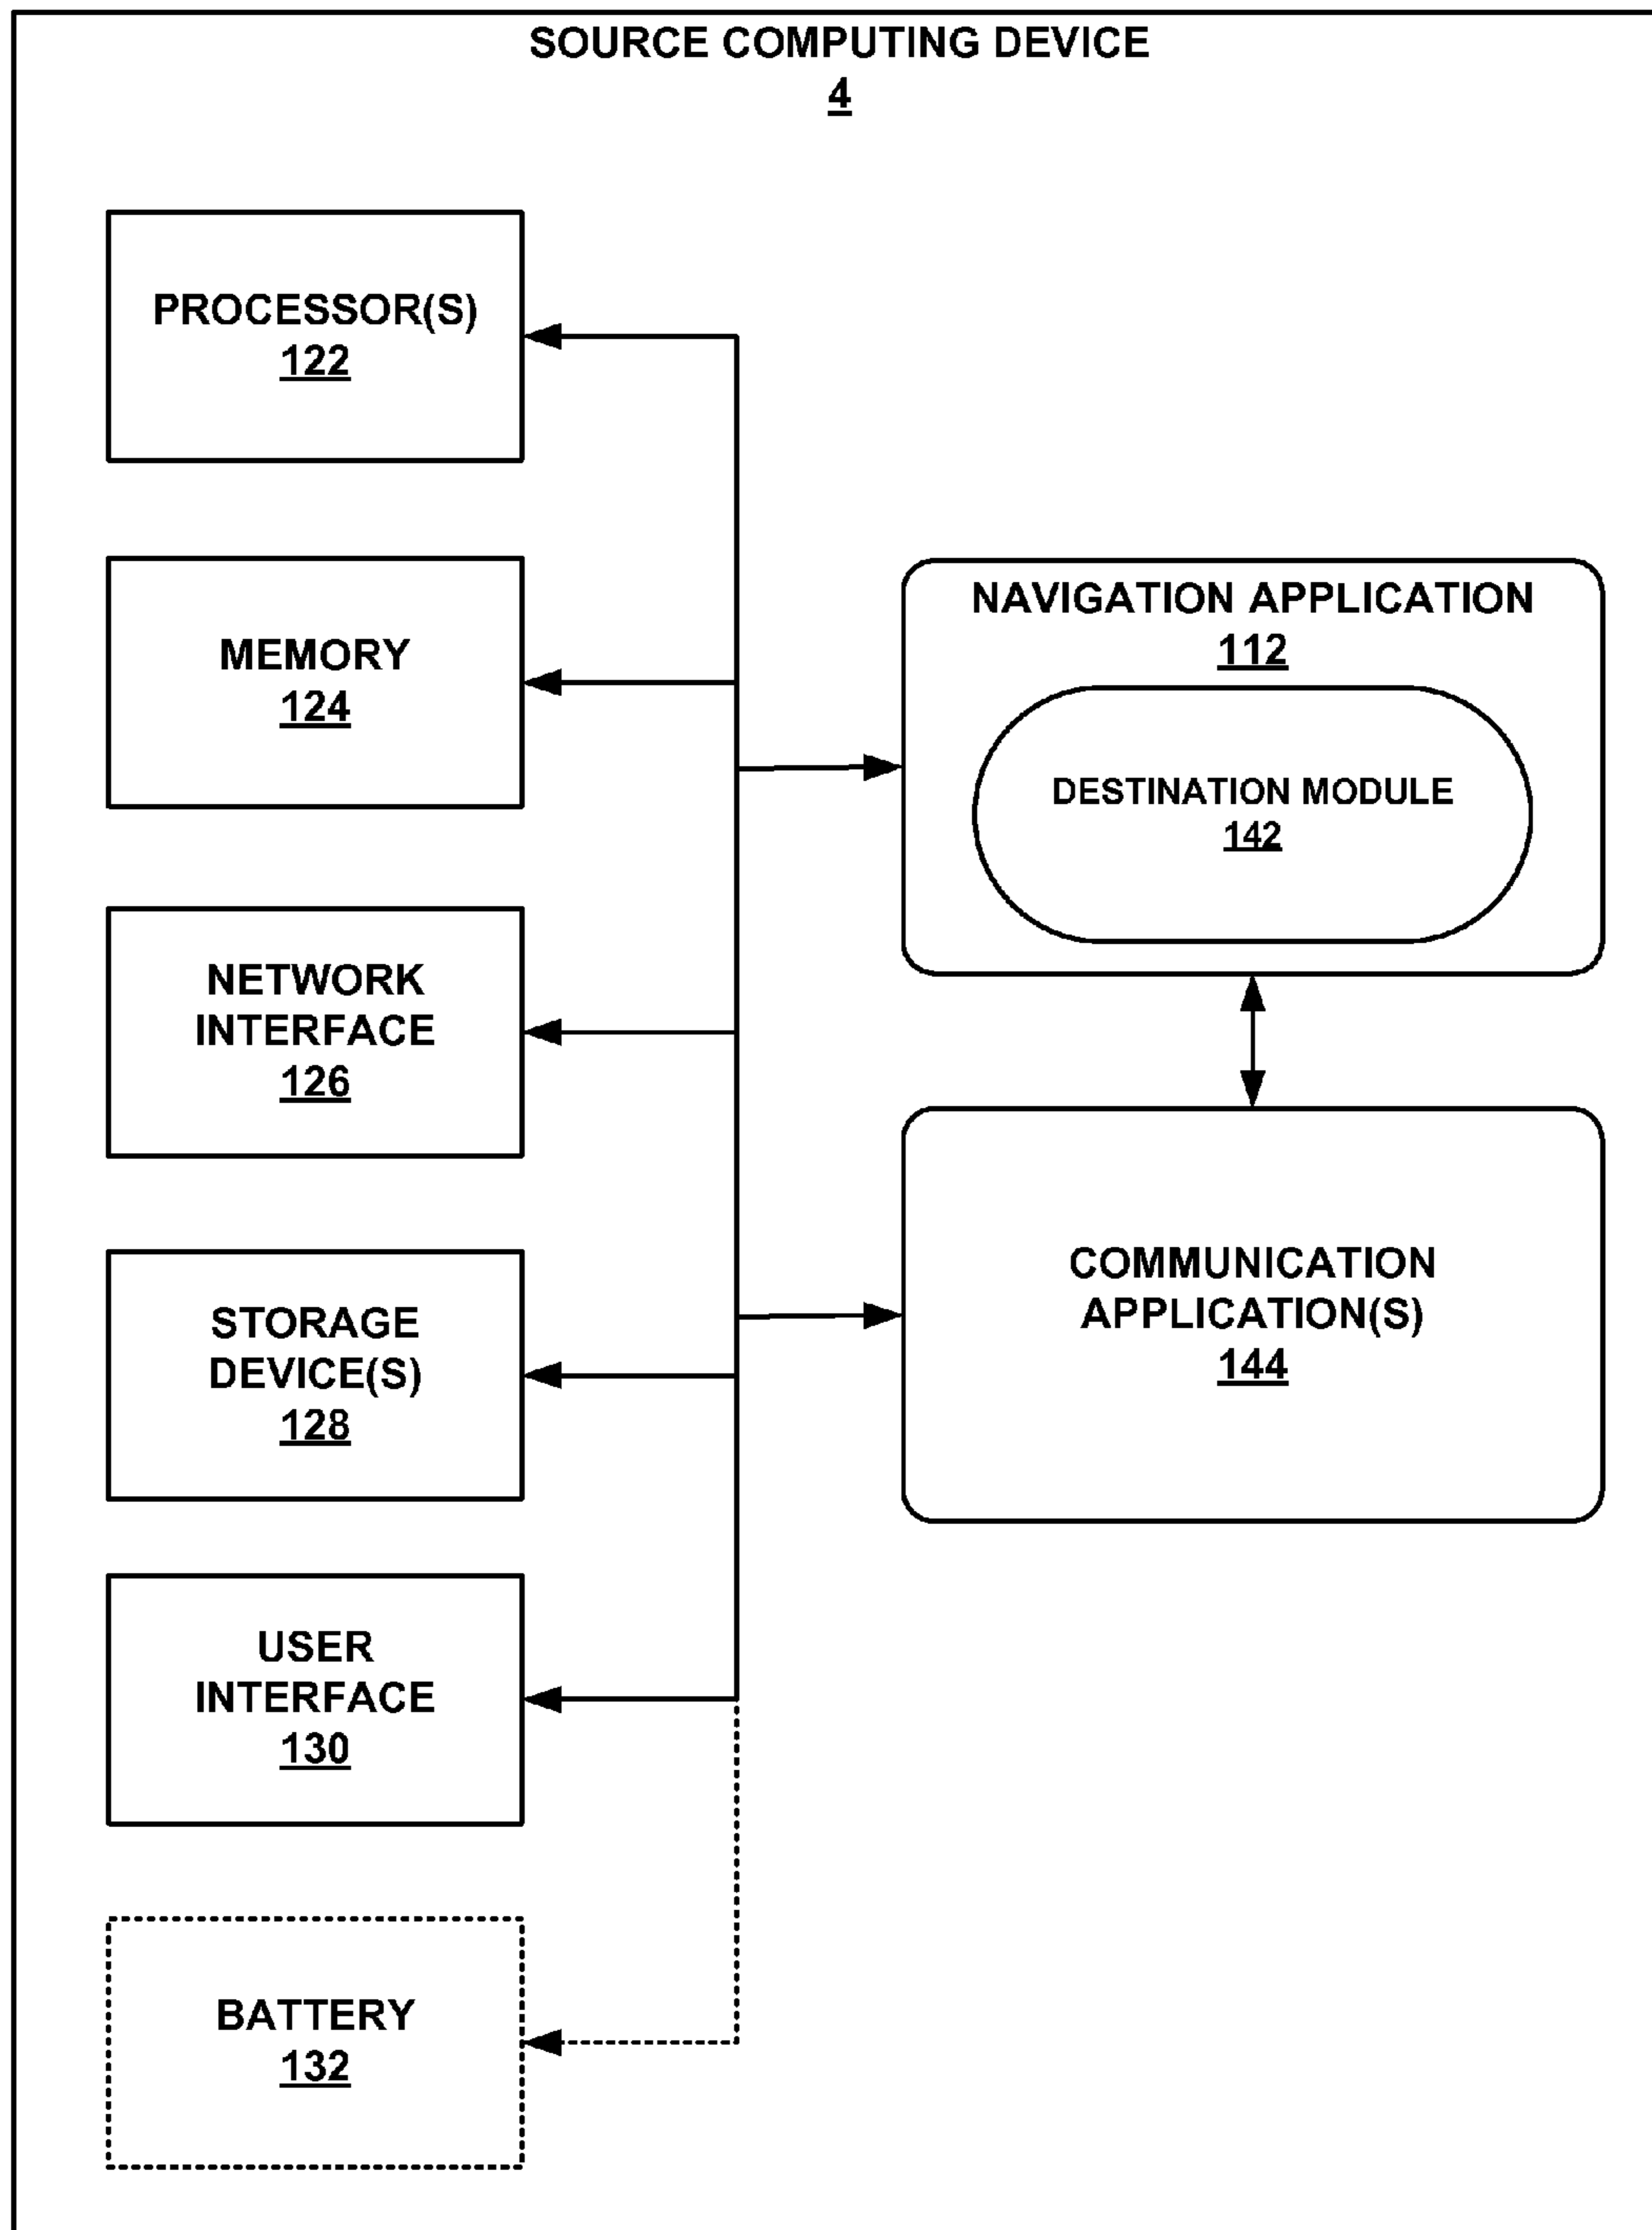 SOURCE COMPUTING DEVICE
4
PROCESSOR(S)
122
MEMORY
124
NETWORK
INTERFACE
126
STORAGE
DEVICE(S)
128
USER
INTERFACE
130
BATTERY
132
NAVIGATION APPLICATION
112
DESTINATION MODULE
142
COMMUNICATION
APPLICATION(S)
144